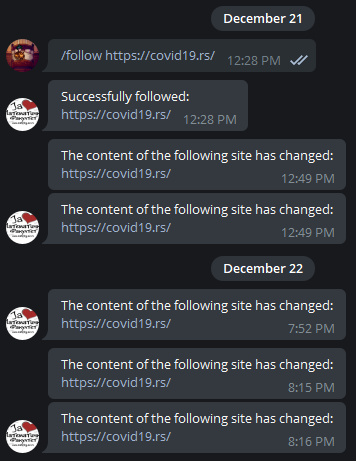 December 21
/follow https://covid19.rs/
12:28 PM
Successfully followed:
https://covid19.rs/
12:28 PM
The content of the following site has changed:
https://covid19.rs/
12:49 PM
The content of the following site has changed:
https://covid19.rs/
12:49 PM
December 22
The content of the following site has changed:
https://covid19.rs/
7:52 PM
The content of the following site has changed:
https://covid19.rs/
8:15 PM
The content of the following site has changed:
https://covid19.rs/
8:16 PM